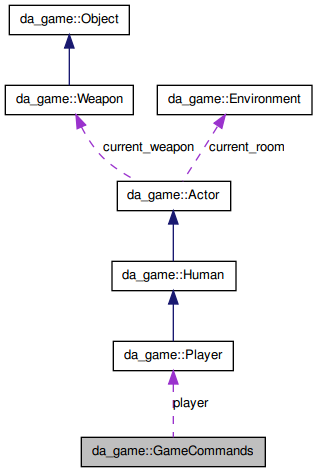 da_game::Object
da_game::Weapon
da_game::Environment
current_weapon
current_room
da_game::Actor
da_game::Human
da_game::Player
player
da_game::GameCommands